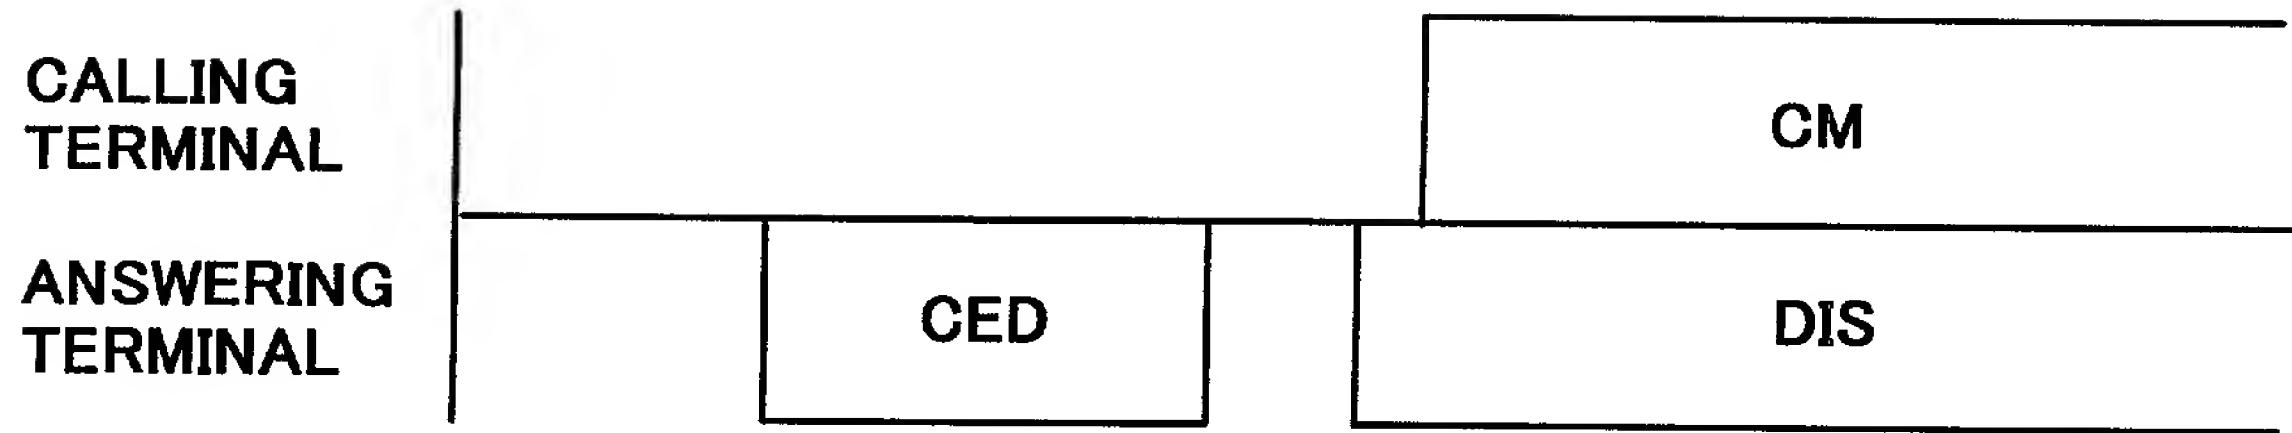 CALLING
TERMINAL
CM
ANSWERING
TERMINAL
CED
DIS